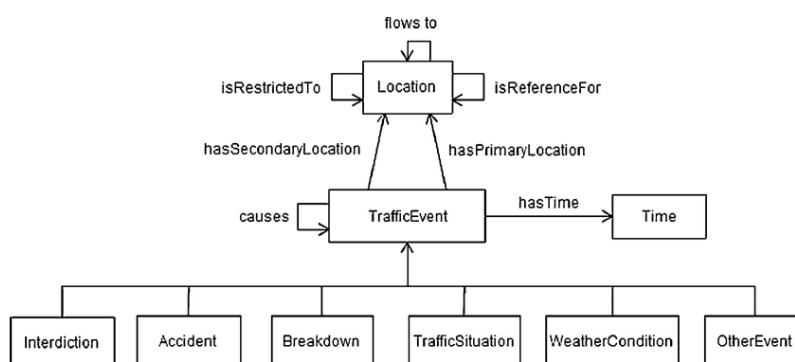 flows to
isRestrictedTo
Location
isReferenceFor
hasSecondaryLocation
hasPrimaryLocation
causes
TrafficEvent
hasTime
Time
Interdiction
Accident
Breakdown
TrafficSituation
WeatherCondition
OtherEvent